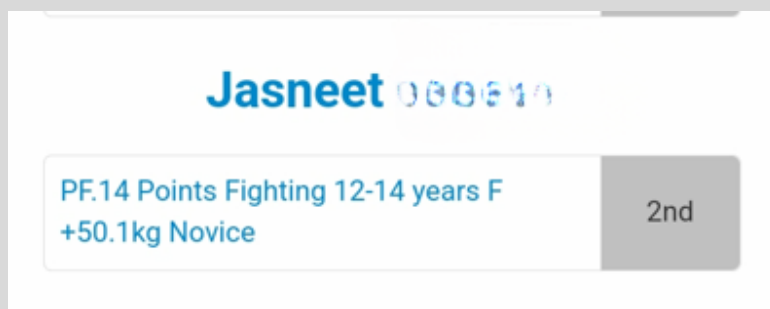 Jasneet
PF.14 Points Fighting 12-14 years F
+50.1kg Novice
2nd